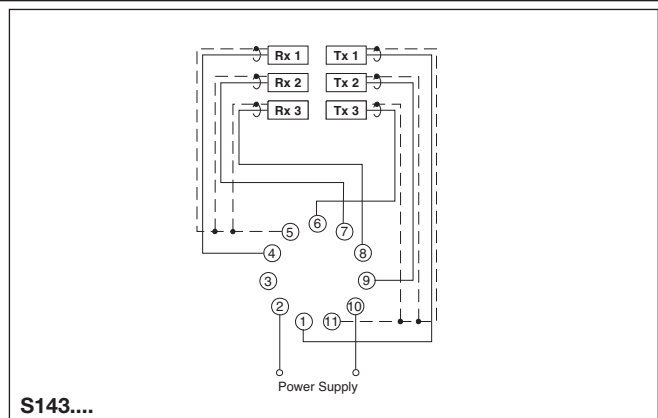 Rx 1 Tx 1
Rx 2 Tx 2
Rx 3 Tx 3
6
5 7
4 8
3 9
2 10
1 11
Power Supply
S143....